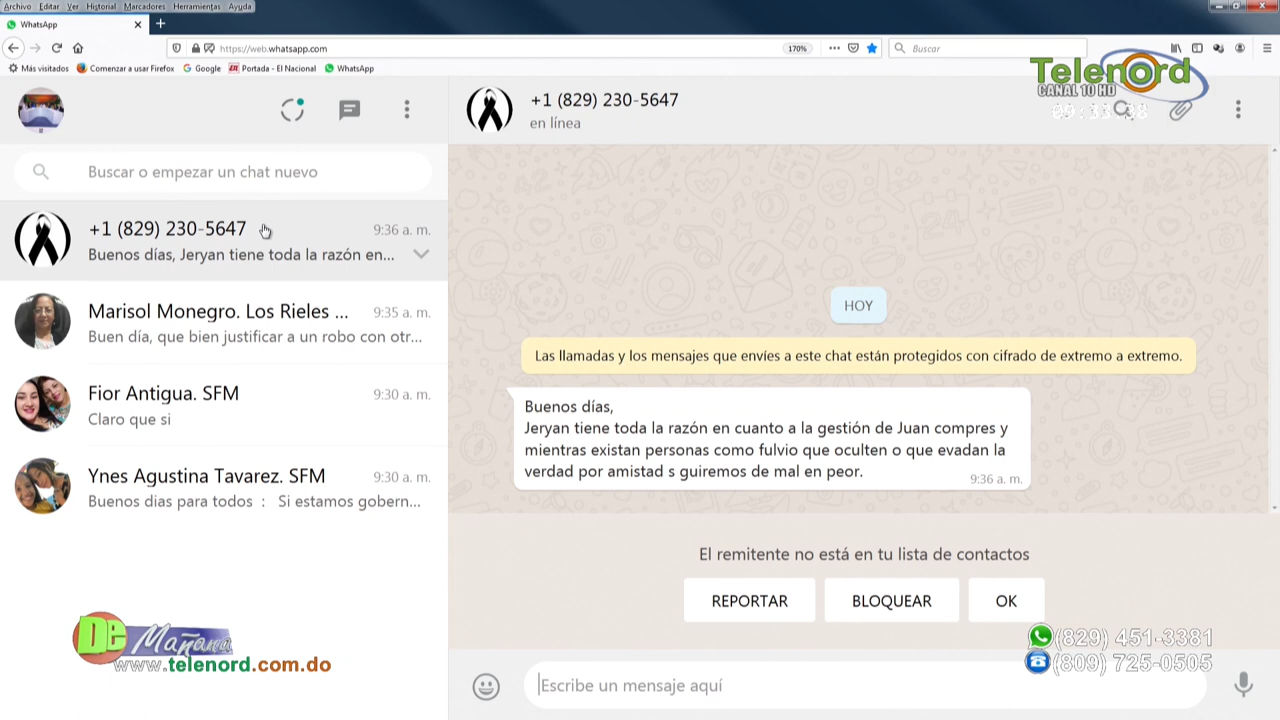 Archivo Editar Ver Historial Marcadores Herramientas Ayuda
WhatsApp
https://web.whatsapp.com
170%
Buscar
Más visitados Comenzar a usar Firefox Google Portada - El Nacional WhatsApp
Telenord
CANAL 10 HD
+1 (829) 230-5647
en línea
Buscar o empezar un chat nuevo
+1 (829) 230-5647 9:36 a. m.
Buenos días, Jeryan tiene toda la razón en...
Marisol Monegro. Los Rieles ... 9:35 a. m.
Buen día, que bien justificar a un robo con otr...
Fior Antigua. SFM 9:30 a. m.
Claro que si
Ynes Agustina Tavarez. SFM 9:30 a. m.
Buenos dias para todos : Si estamos gobern...
HOY
Las llamadas y los mensajes que envíes a este chat están protegidos con cifrado de extremo a extremo.
Buenos días,
Jeryan tiene toda la razón en cuanto a la gestión de Juan compres y
mientras existan personas como fulvio que oculten o que evadan la
verdad por amistad s guiremos de mal en peor.
9:36 a. m.
El remitente no está en tu lista de contactos
REPORTAR BLOQUEAR OK
Escribe un mensaje aquí
De Mañana
www.telenord.com.do
(829) 451-3381
(809) 725-0505